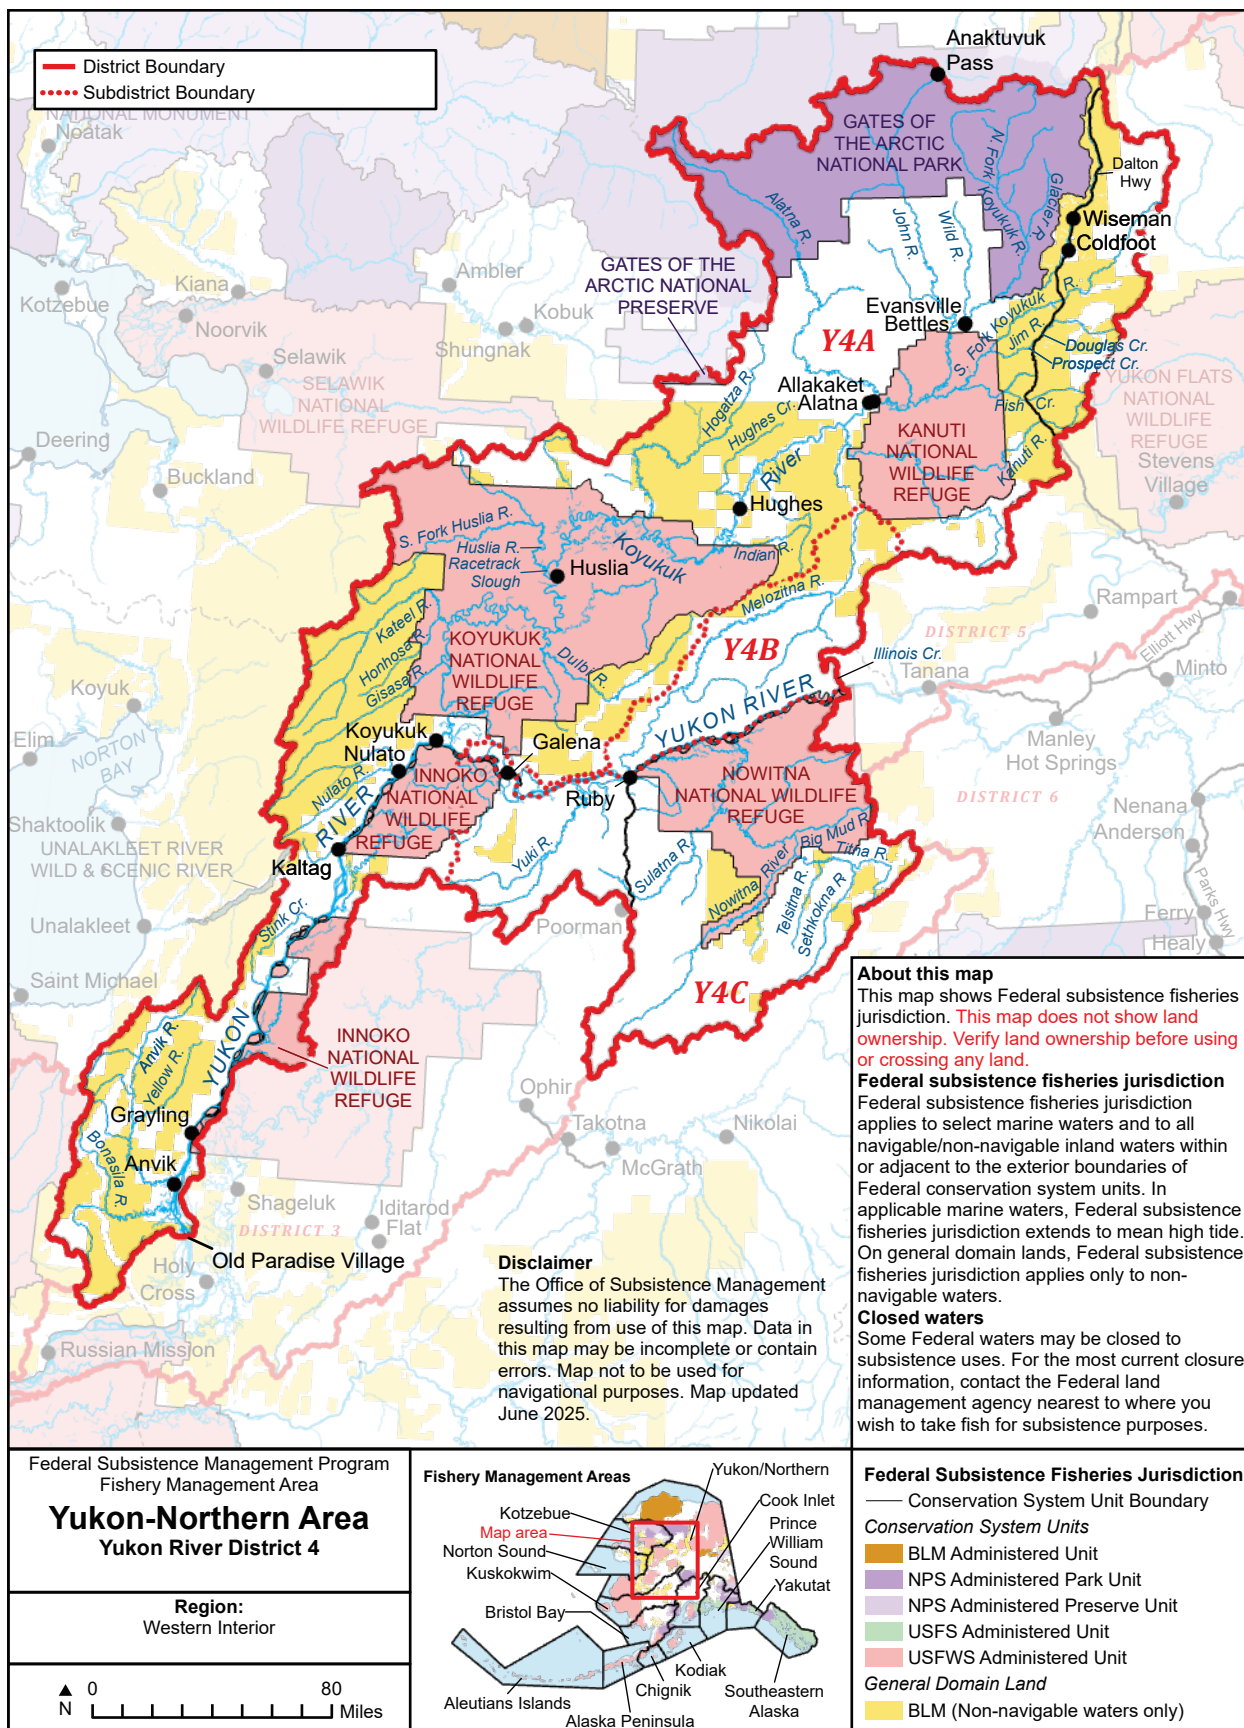 District Boundary
Subdistrict Boundary
Anaktuvuk
Pass
NATIONAL MONUMENT
Noatak
GATES OF
THE ARCTIC
NATIONAL PARK
Dalton
Hwy
N. Fork Koyukuk R.
Glacier R.
Alatna R.
John R.
Wild R.
Wiseman
Coldfoot
Kiana
Kotzebue
Noorvik
Ambler
Kobuk
Shungnak
GATES OF THE
ARCTIC NATIONAL
PRESERVE
Evansville
Bettles
S. Fork Koyukuk R.
Jim R.
Douglas Cr.
Prospect Cr.
Y4A
Selawik
SELAWIK
NATIONAL
WILDLIFE REFUGE
Hogatza R.
Hughes Cr.
Allakaket
Alatna
Fish Cr.
YUKON FLATS
NATIONAL
WILDLIFE
REFUGE
Stevens
Village
Deering
Buckland
KANUTI
NATIONAL
WILDLIFE
REFUGE
Kanuti R.
River
Hughes
S. Fork Huslia R.
Huslia R.
Racetrack
Slough
Huslia
Koyukuk
Indian R.
Melozitna R.
Rampart
DISTRICT 5
Elliott Hwy
Kateel R.
Honhosa R.
Gisasa R.
KOYUKUK
NATIONAL
WILDLIFE
REFUGE
Dulbi R.
Y4B
Illinois Cr.
Tanana
Minto
Koyuk
Elim
NORTON
BAY
YUKON RIVER
Koyukuk
Nulato
Galena
Manley
Hot Springs
Nulato R.
INNOKO
NATIONAL
WILDLIFE
REFUGE
Ruby
NOWITNA
NATIONAL WILDLIFE
REFUGE
DISTRICT 6
Nenana
Anderson
Shaktoolik
UNALAKLEET RIVER
WILD & SCENIC RIVER
RIVER
Kaltag
Yuki R.
Sulatna R.
Big Mud R.
Titha R.
Nowitna River
Telsitna R.
Sethkokna R
Parks Hwy
Unalakleet
Stink Cr.
Poorman
Ferry
Healy
Saint Michael
Y4C
Anvik R.
Yellow R.
YUKON
INNOKO
NATIONAL
WILDLIFE
REFUGE
Grayling
Bonasila R.
Anvik
Ophir
Takotna
Nikolai
McGrath
Shageluk
DISTRICT 3
Iditarod
Flat
Old Paradise Village
Holy
Cross
Russian Mission
Disclaimer
The Office of Subsistence Management
assumes no liability for damages
resulting from use of this map. Data in
this map may be incomplete or contain
errors. Map not to be used for
navigational purposes. Map updated
June 2025.
About this map
This map shows Federal subsistence fisheries
jurisdiction. This map does not show land
ownership. Verify land ownership before using
or crossing any land.
Federal subsistence fisheries jurisdiction
Federal subsistence fisheries jurisdiction
applies to select marine waters and to all
navigable/non-navigable inland waters within
or adjacent to the exterior boundaries of
Federal conservation system units. In
applicable marine waters, Federal subsistence
fisheries jurisdiction extends to mean high tide.
On general domain lands, Federal subsistence
fisheries jurisdiction applies only to non-
navigable waters.
Closed waters
Some Federal waters may be closed to
subsistence uses. For the most current closure
information, contact the Federal land
management agency nearest to where you
wish to take fish for subsistence purposes.
Federal Subsistence Management Program
Fishery Management Area
Yukon-Northern Area
Yukon River District 4
Region:
Western Interior
N
0
80
Miles
Fishery Management Areas
Yukon/Northern
Kotzebue
Cook Inlet
Map area
Prince
William
Sound
Norton Sound
Kuskokwim
Yakutat
Bristol Bay
Kodiak
Chignik
Aleutians Islands
Southeastern
Alaska
Alaska Peninsula
Federal Subsistence Fisheries Jurisdiction
Conservation System Unit Boundary
Conservation System Units
BLM Administered Unit
NPS Administered Park Unit
NPS Administered Preserve Unit
USFS Administered Unit
USFWS Administered Unit
General Domain Land
BLM (Non-navigable waters only)